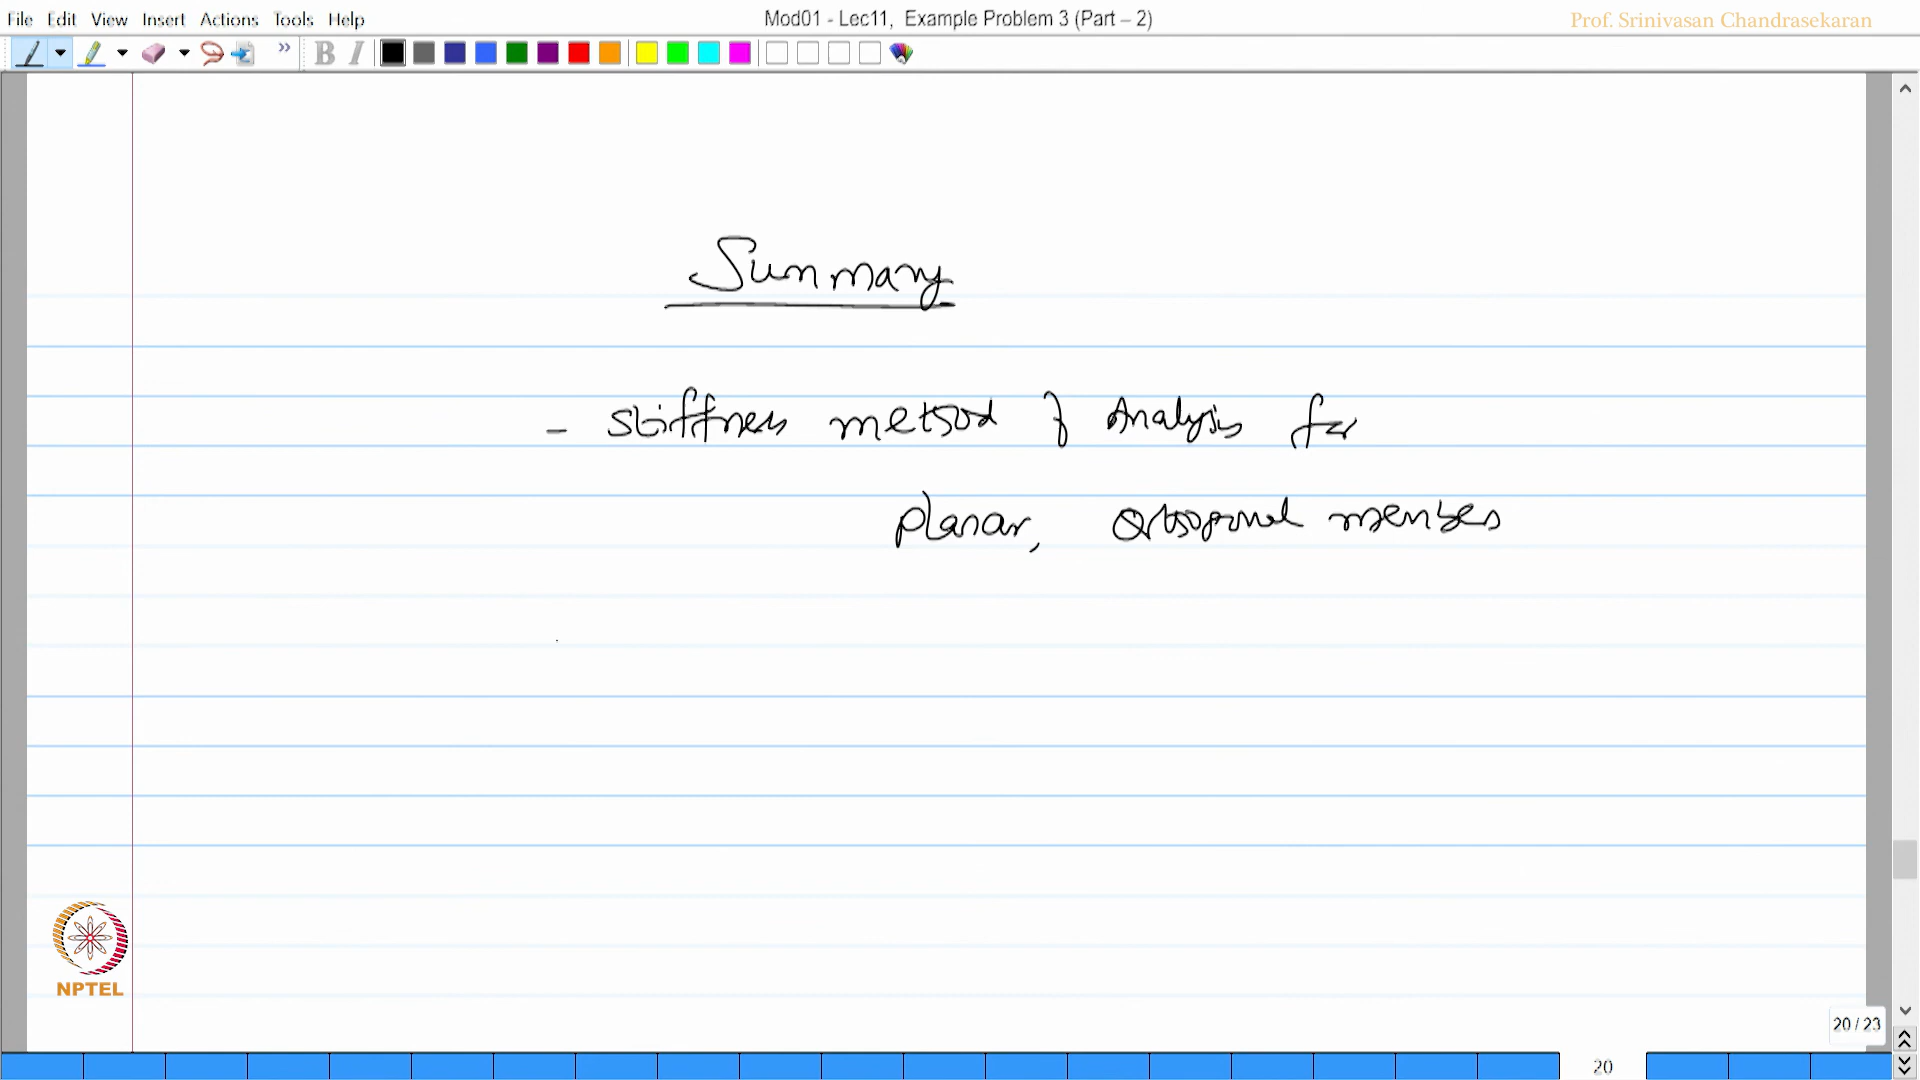 File Edit View Insert Actions Tools Help
Mod01 - Lec11, Example Problem 3 (Part – 2)
Prof. Srinivasan Chandrasekaran
» B I
Summary
- stiffness method of Analysis for
planar, orthogonal members
NPTEL
20 / 23
20